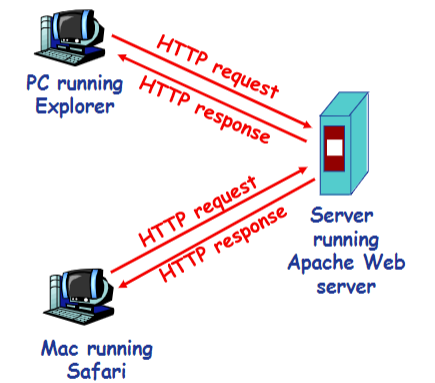 HTTP request
HTTP response
PC running
Explorer
HTTP request
HTTP response
Server
running
Apache Web
server
Mac running
Safari